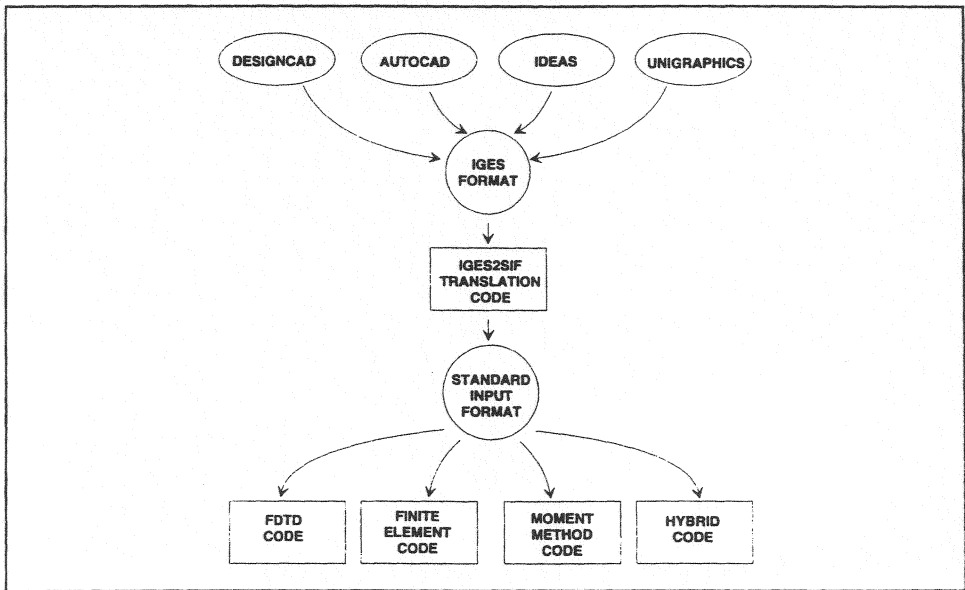 DESIGNCAD
AUTOCAD
IDEAS
UNIGRAPHICS
IGES
FORMAT
IGES2SIF
TRANSLATION
CODE
STANDARD
INPUT
FORMAT
FDTD
CODE
FINITE
ELEMENT
CODE
MOMENT
METHOD
CODE
HYBRID
CODE